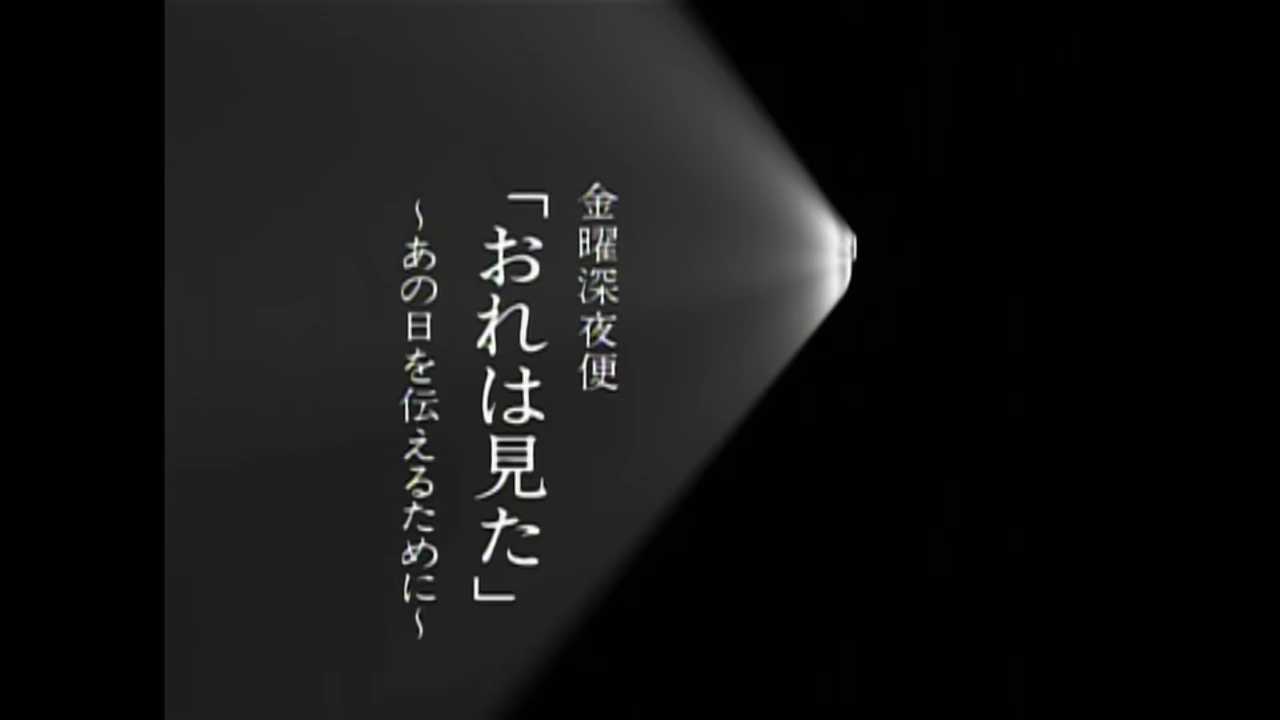 金曜深夜便
「おれは見た」
～あの日を伝えるために～